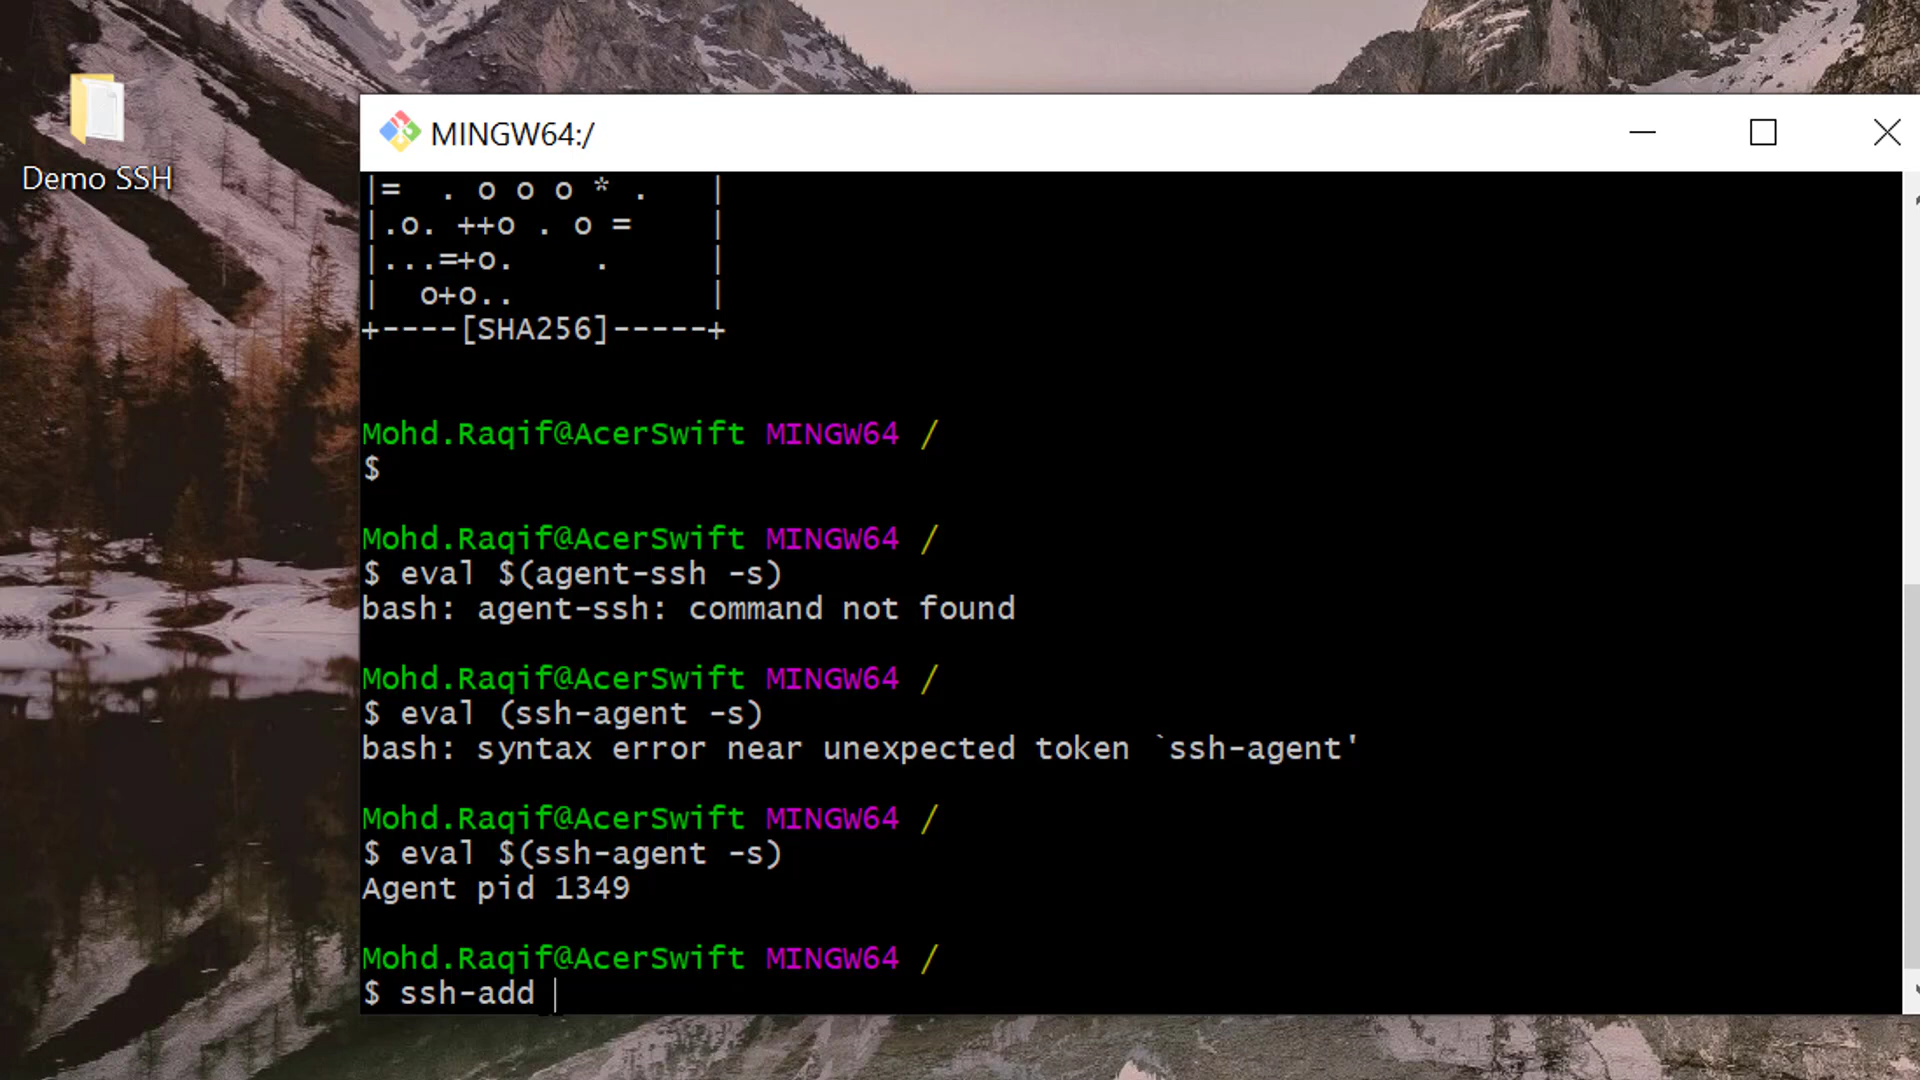 Demo SSH
MINGW64:/
|=  . o o o * .   |
|.o. ++o . o =    |
|...=+o.    .     |
|  o+o..          |
+----[SHA256]-----+
Mohd.Raqif@AcerSwift MINGW64 /
$
Mohd.Raqif@AcerSwift MINGW64 /
$ eval $(agent-ssh -s)
bash: agent-ssh: command not found
Mohd.Raqif@AcerSwift MINGW64 /
$ eval (ssh-agent -s)
bash: syntax error near unexpected token `ssh-agent'
Mohd.Raqif@AcerSwift MINGW64 /
$ eval $(ssh-agent -s)
Agent pid 1349
Mohd.Raqif@AcerSwift MINGW64 /
$ ssh-add